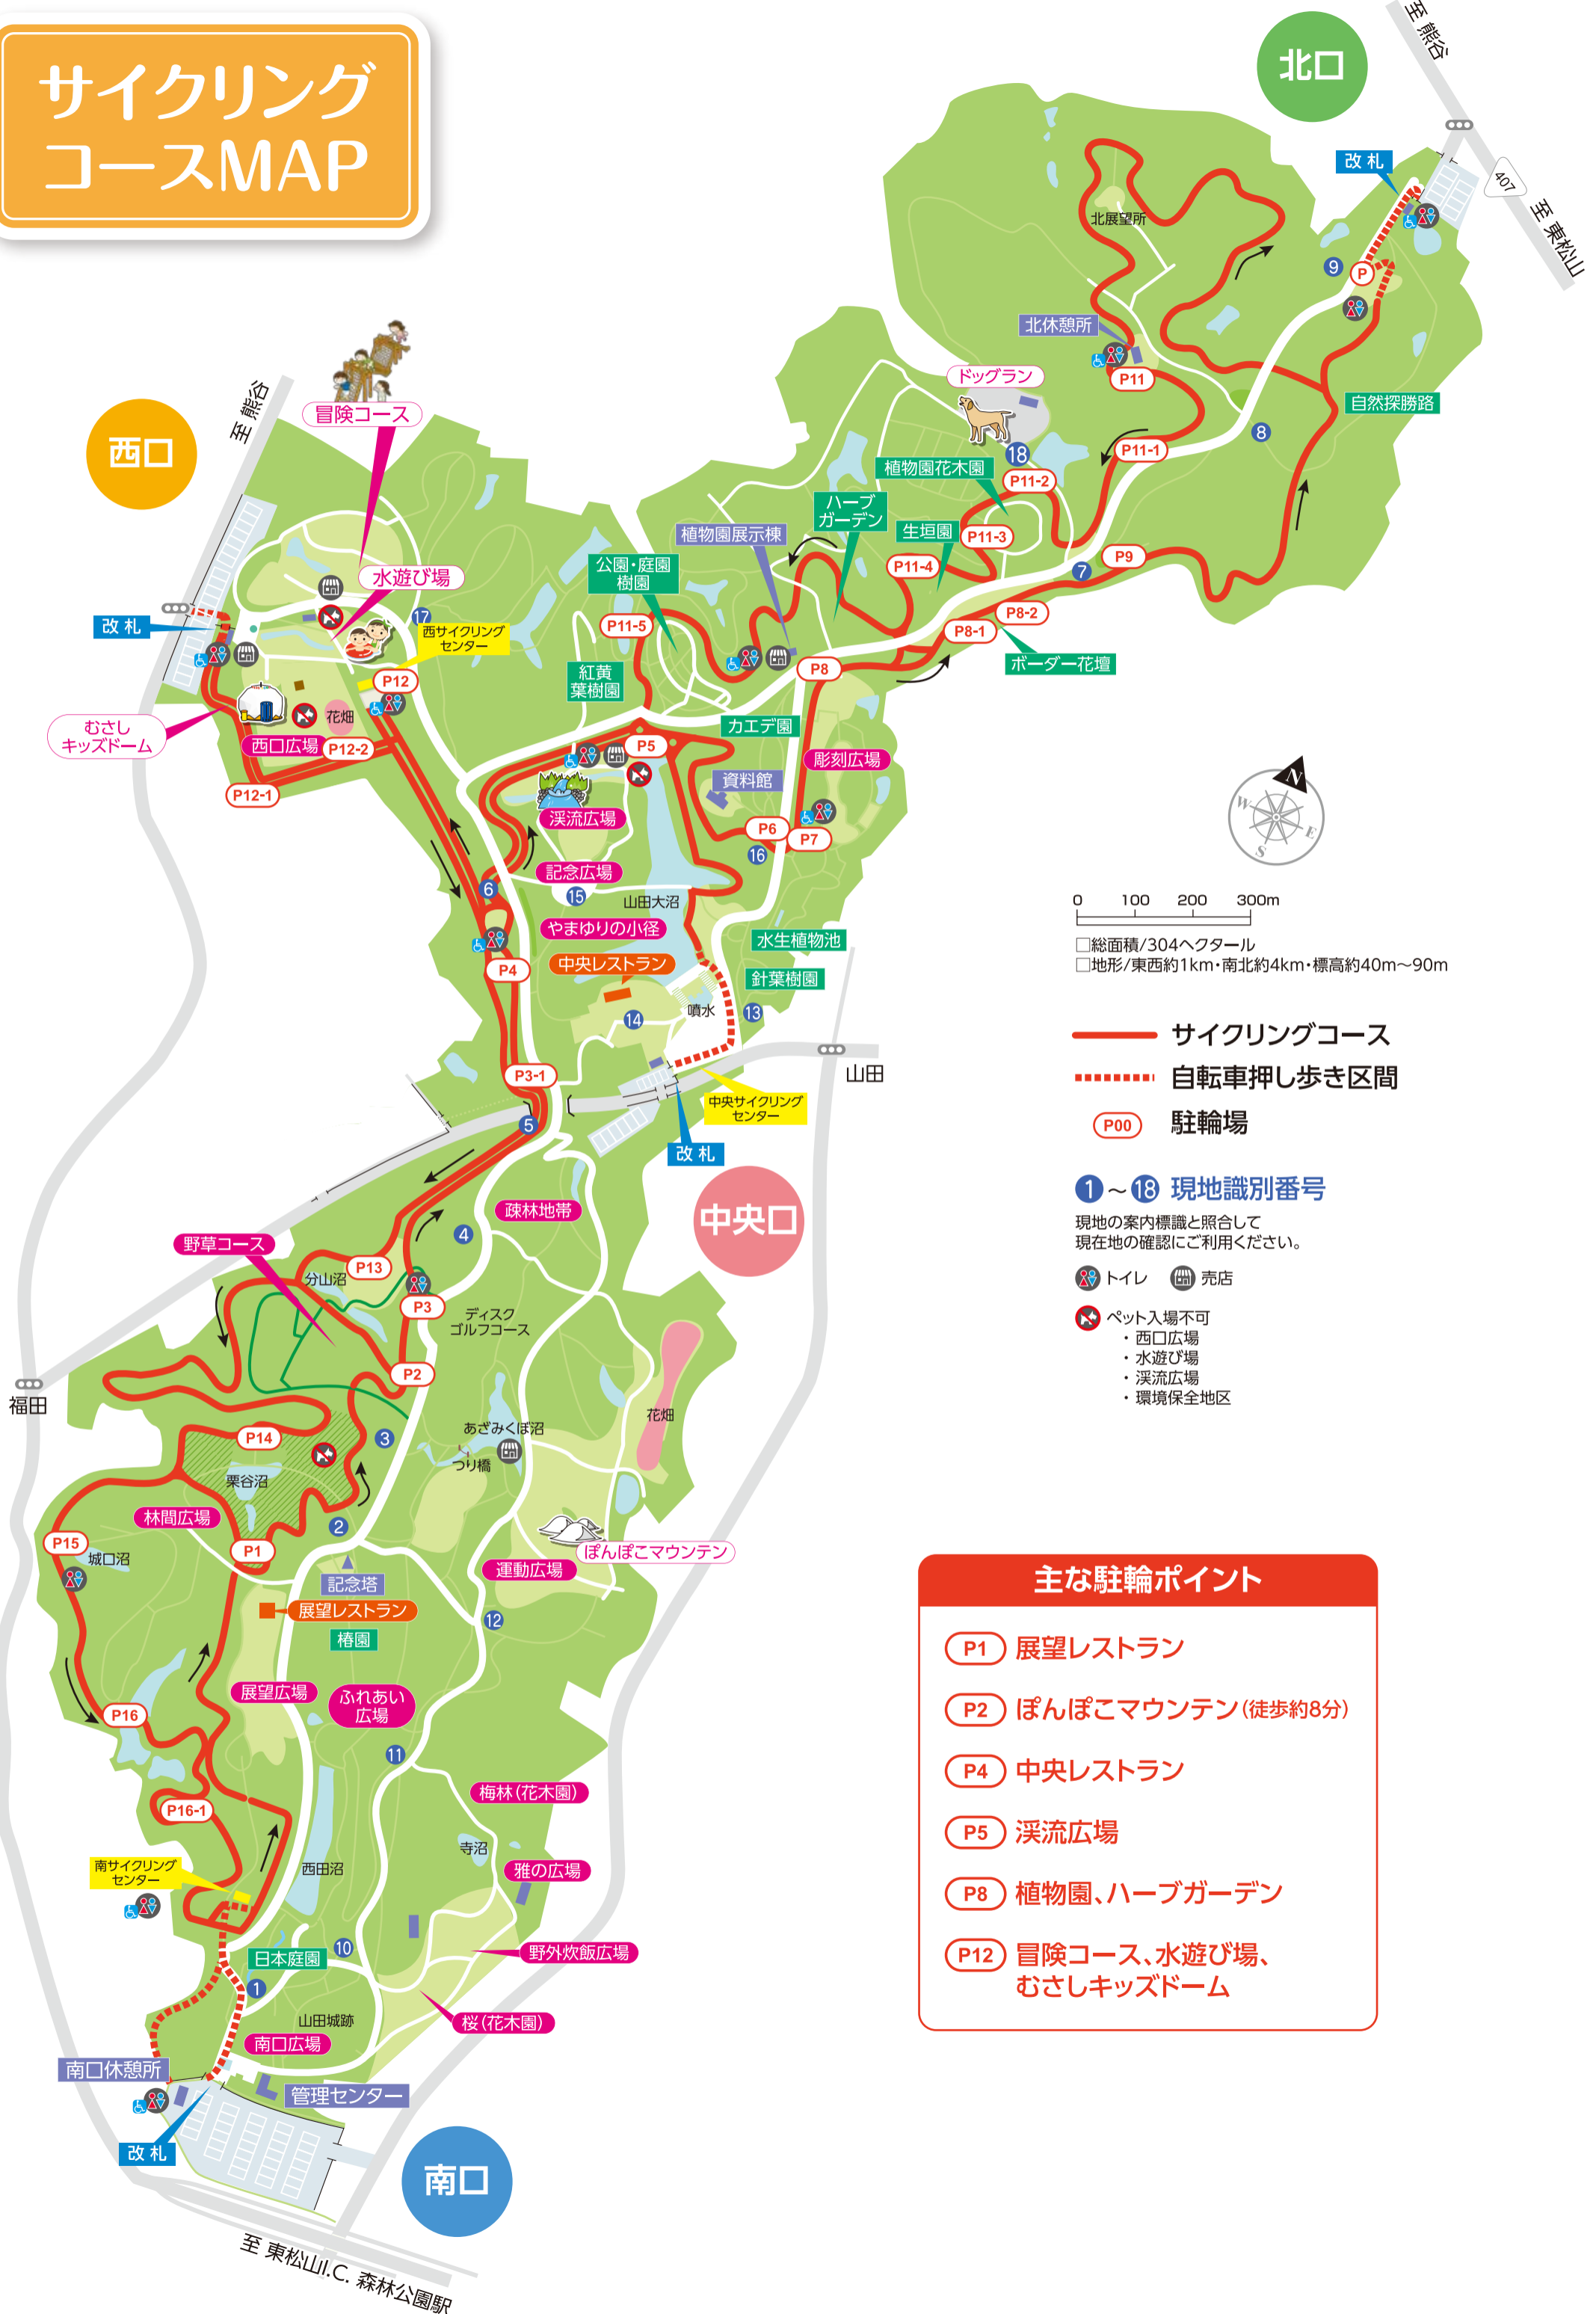 サイクリング
コースMAP
北口
至 熊谷
改 札
407
至 東松山
北展望所
9
P
北休憩所
P11
ドッグラン
自然探勝路
8
P11-1
18
植物園花木園
P11-2
ハーブ
ガーデン
生垣園
P11-3
植物園展示棟
P11-4
P9
7
公園・庭園
樹園
P8-2
P8-1
P11-5
ボーダー花壇
P8
紅黄
葉樹園
西口
至 熊谷
冒険コース
水遊び場
改 札
17
西サイクリング
センター
P12
花畑
むさし
キッズドーム
西口広場
P12-2
P12-1
カエデ園
P5
彫刻広場
資料館
渓流広場
P6
P7
16
記念広場
6
15
山田大沼
やまゆりの小径
水生植物池
中央レストラン
P4
針葉樹園
噴水
13
14
P3-1
山田
中央サイクリング
センター
5
改 札
中央口
疎林地帯
4
野草コース
P13
分山沼
P3
ディスク
ゴルフコース
P2
福田
花畑
あざみくぼ沼
3
P14
つり橋
栗谷沼
林間広場
2
P15
P1
城口沼
ぽんぽこマウンテン
運動広場
記念塔
展望レストラン
12
椿園
展望広場
ふれあい
広場
P16
11
梅林(花木園)
P16-1
寺沼
南サイクリング
センター
西田沼
雅の広場
日本庭園
10
野外炊飯広場
1
山田城跡
桜(花木園)
南口広場
南口休憩所
管理センター
改 札
南口
至 東松山I.C. 森林公園駅
N
W
E
S
0 100 200 300m
□総面積/304ヘクタール
□地形/東西約1km・南北約4km・標高約40m〜90m
サイクリングコース
自転車押し歩き区間
P00 駐輪場
1〜18 現地識別番号
現地の案内標識と照合して
現在地の確認にご利用ください。
トイレ 売店
ペット入場不可
・西口広場
・水遊び場
・渓流広場
・環境保全地区
主な駐輪ポイント
P1 展望レストラン
P2 ぽんぽこマウンテン(徒歩約8分)
P4 中央レストラン
P5 渓流広場
P8 植物園、ハーブガーデン
P12 冒険コース、水遊び場、
むさしキッズドーム